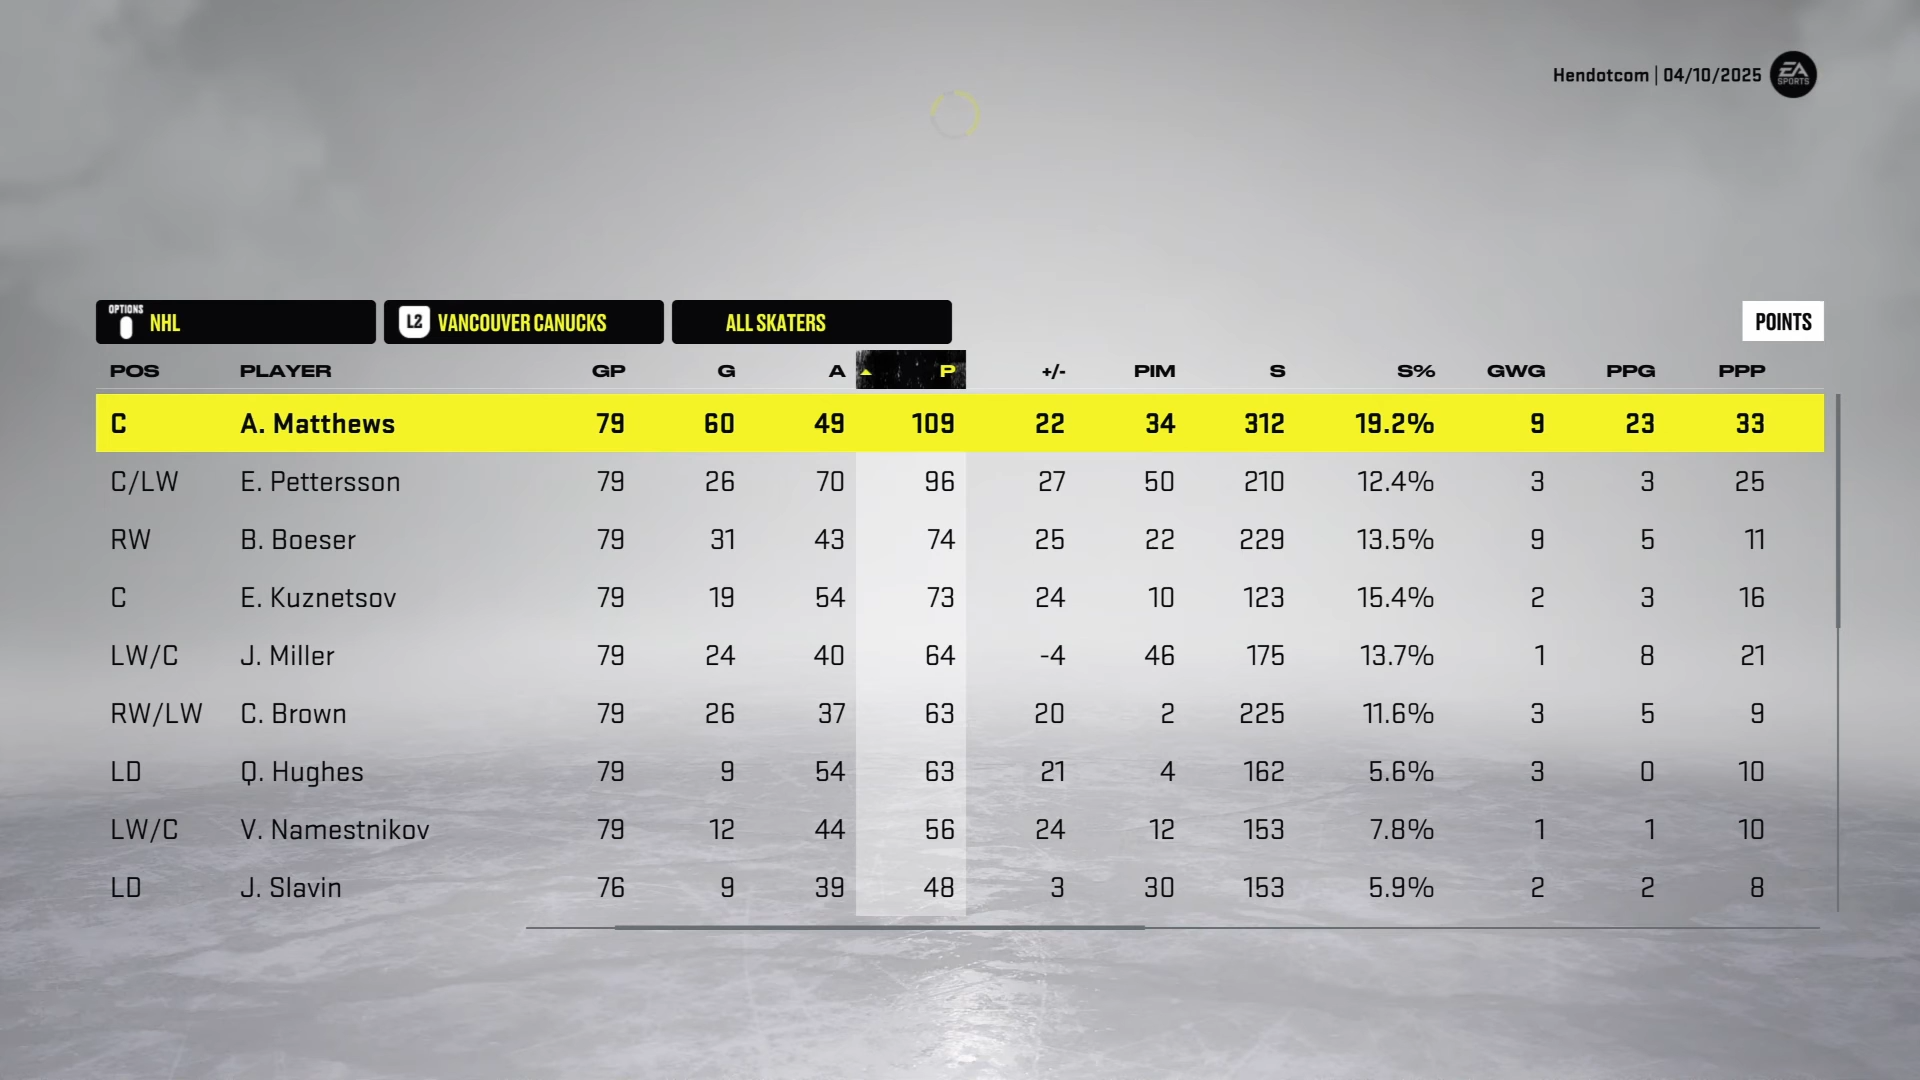 Hendotcom | 04/10/2025 EA SPORTS
OPTIONS NHL L2 VANCOUVER CANUCKS ALL SKATERS POINTS
POS PLAYER GP G A P +/- PIM S S% GWG PPG PPP
C A. Matthews 79 60 49 109 22 34 312 19.2% 9 23 33
C/LW E. Pettersson 79 26 70 96 27 50 210 12.4% 3 3 25
RW B. Boeser 79 31 43 74 25 22 229 13.5% 9 5 11
C E. Kuznetsov 79 19 54 73 24 10 123 15.4% 2 3 16
LW/C J. Miller 79 24 40 64 -4 46 175 13.7% 1 8 21
RW/LW C. Brown 79 26 37 63 20 2 225 11.6% 3 5 9
LD Q. Hughes 79 9 54 63 21 4 162 5.6% 3 0 10
LW/C V. Namestnikov 79 12 44 56 24 12 153 7.8% 1 1 10
LD J. Slavin 76 9 39 48 3 30 153 5.9% 2 2 8